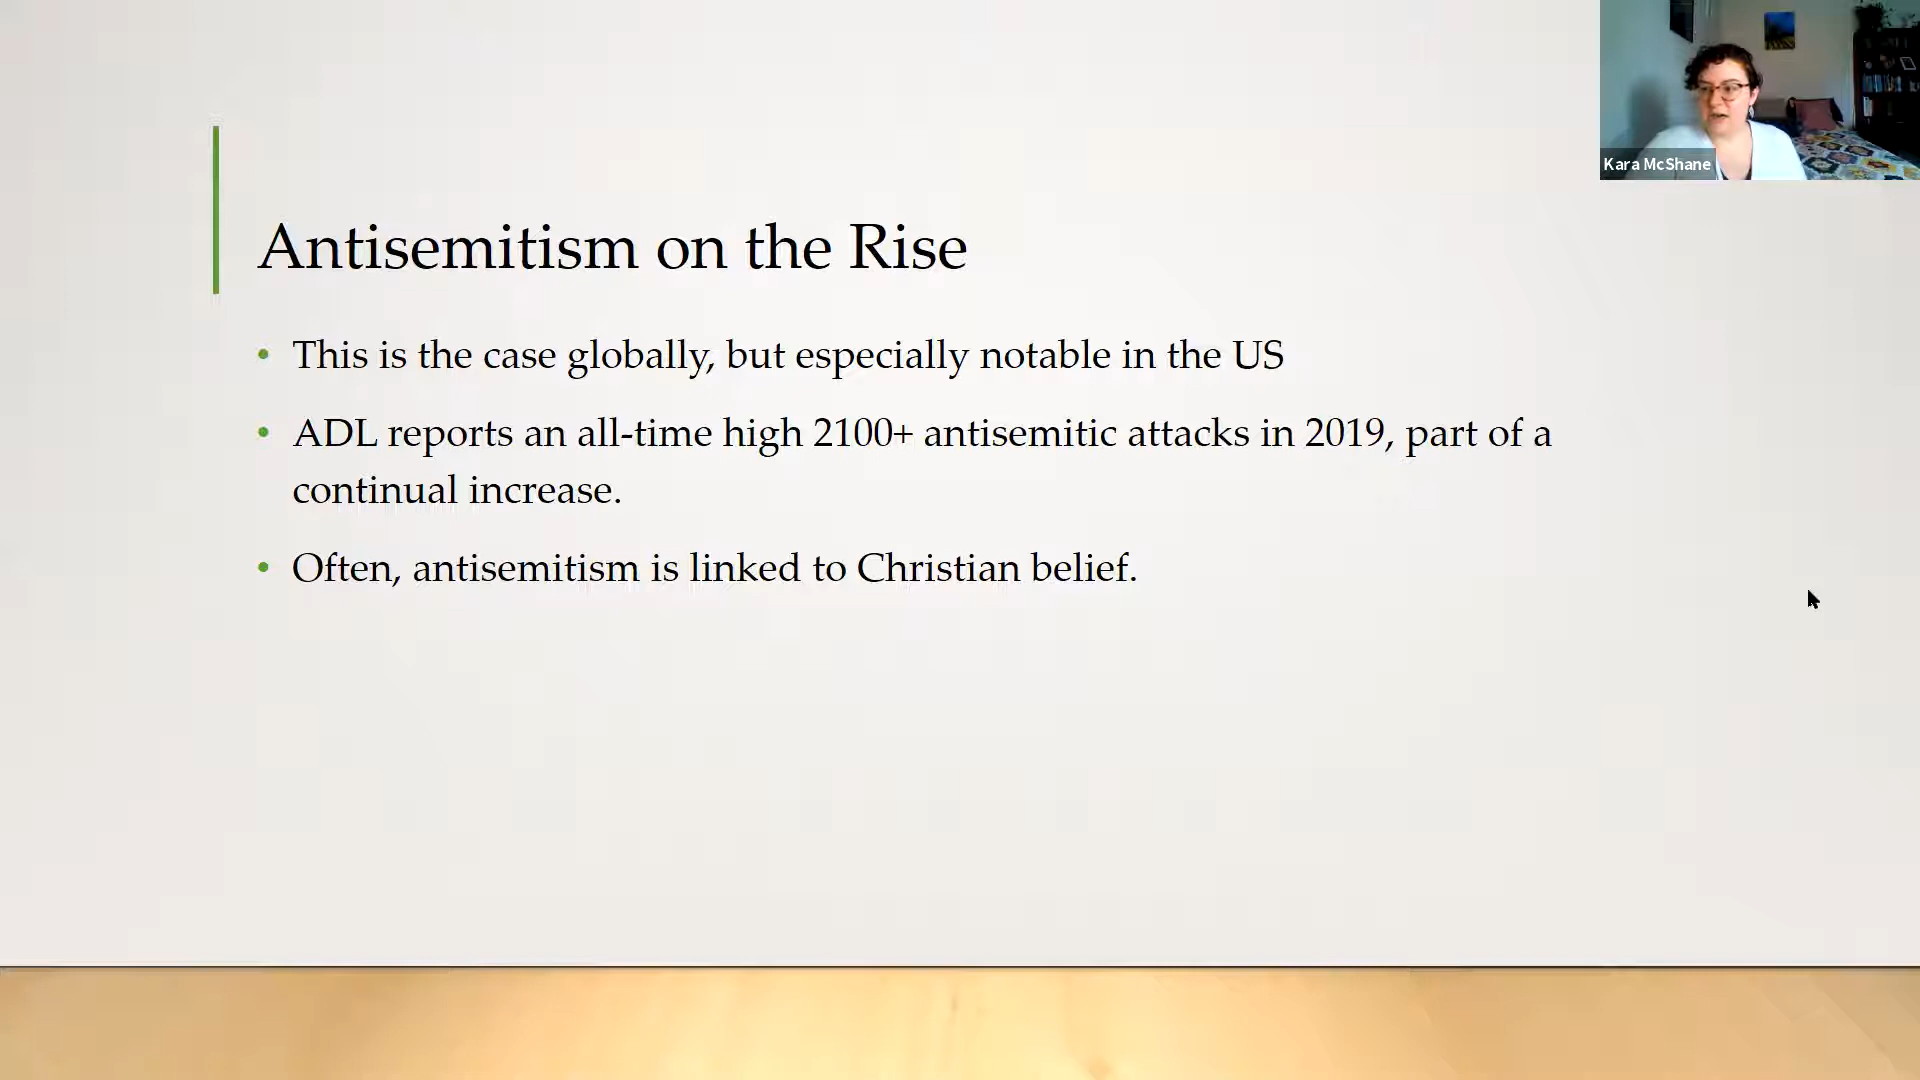 Kara McShane
Antisemitism on the Rise
• This is the case globally, but especially notable in the US
• ADL reports an all-time high 2100+ antisemitic attacks in 2019, part of a
continual increase.
• Often, antisemitism is linked to Christian belief.